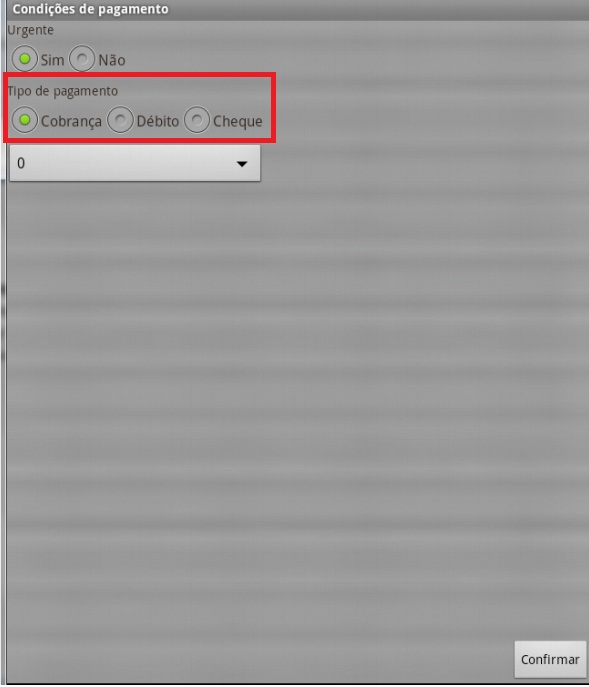 Condições de pagamento
Urgente
Sim Não
Tipo de pagamento
Cobrança Débito Cheque
0
Confirmar